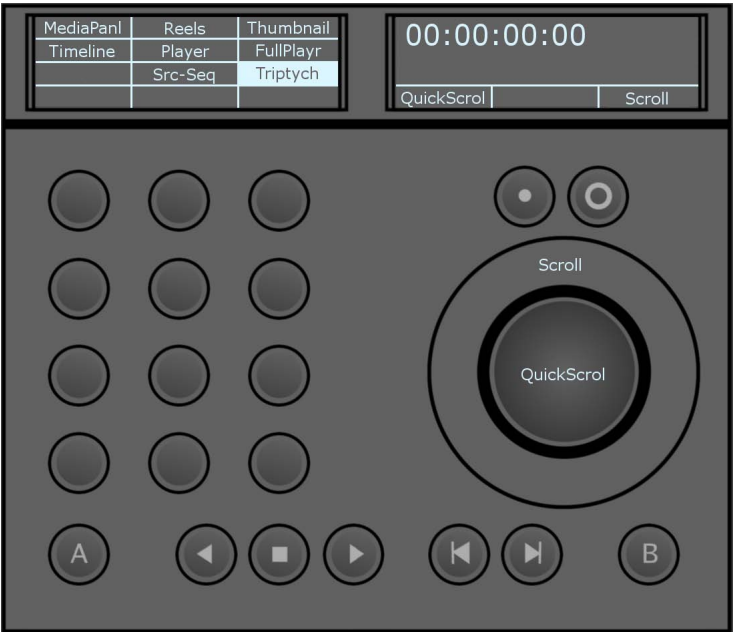 MediaPanl Reels Thumbnail
Timeline Player FullPlayr
Src-Seq Triptych
00:00:00:00
QuickScrol Scroll
Scroll
QuickScrol
A B